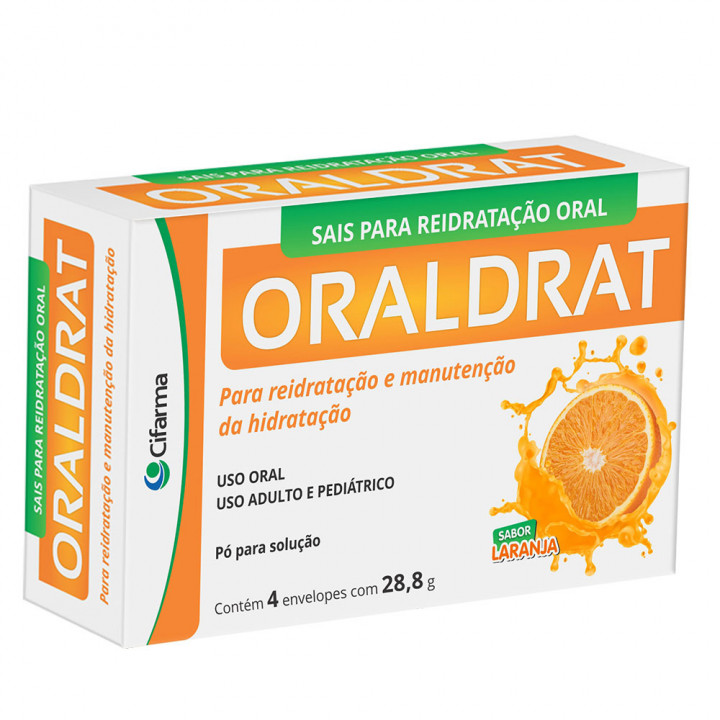 SAIS PARA REIDRATAÇÃO ORAL
ORALDRAT
SAIS PARA REIDRATAÇÃO ORAL
ORALDRAT
Para reidratação e manutenção da hidratação
SAIS PARA REIDRATAÇÃO ORAL
ORALDRAT
Para reidratação e manutenção
da hidratação
Cifarma
USO ORAL
USO ADULTO E PEDIÁTRICO
Pó para solução
Contém 4 envelopes com 28,8 g
SABOR
LARANJA